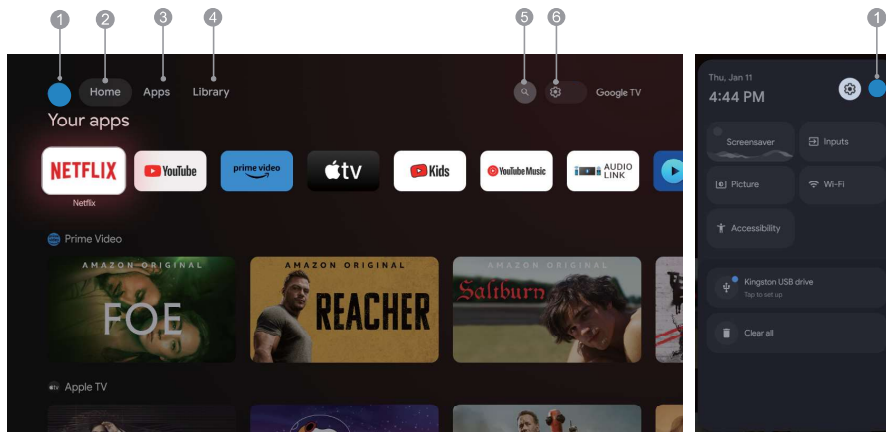 1
2
3
4
5
6
1
Home
Apps
Library
Google TV
Your apps
NETFLIX
YouTube
prime video
tv
Kids
YouTube Music
AUDIO
LINK
Netflix
Prime Video
AMAZON ORIGINAL
FOE
AMAZON ORIGINAL
REACHER
AMAZON ORIGINAL
Saltburn
Apple TV
Thu, Jan 11
4:44 PM
Screensaver
Inputs
Picture
Wi-Fi
Accessibility
Kingston USB drive
Tap to set up
Clear all